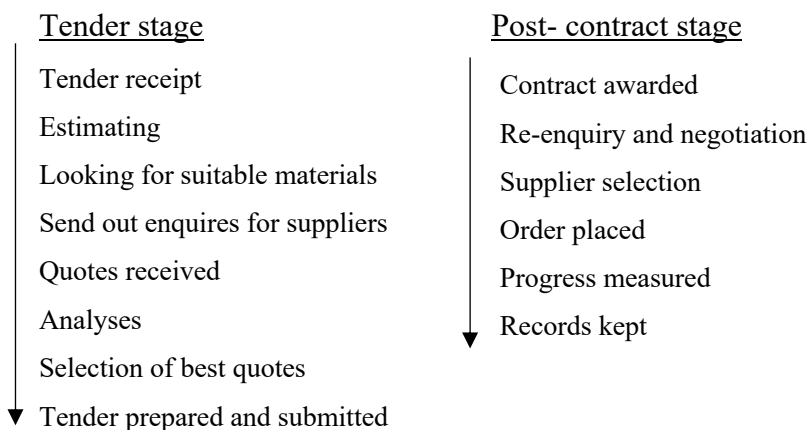 Tender stage
Tender receipt
Estimating
Looking for suitable materials
Send out enquires for suppliers
Quotes received
Analyses
Selection of best quotes
Tender prepared and submitted
Post- contract stage
Contract awarded
Re-enquiry and negotiation
Supplier selection
Order placed
Progress measured
Records kept